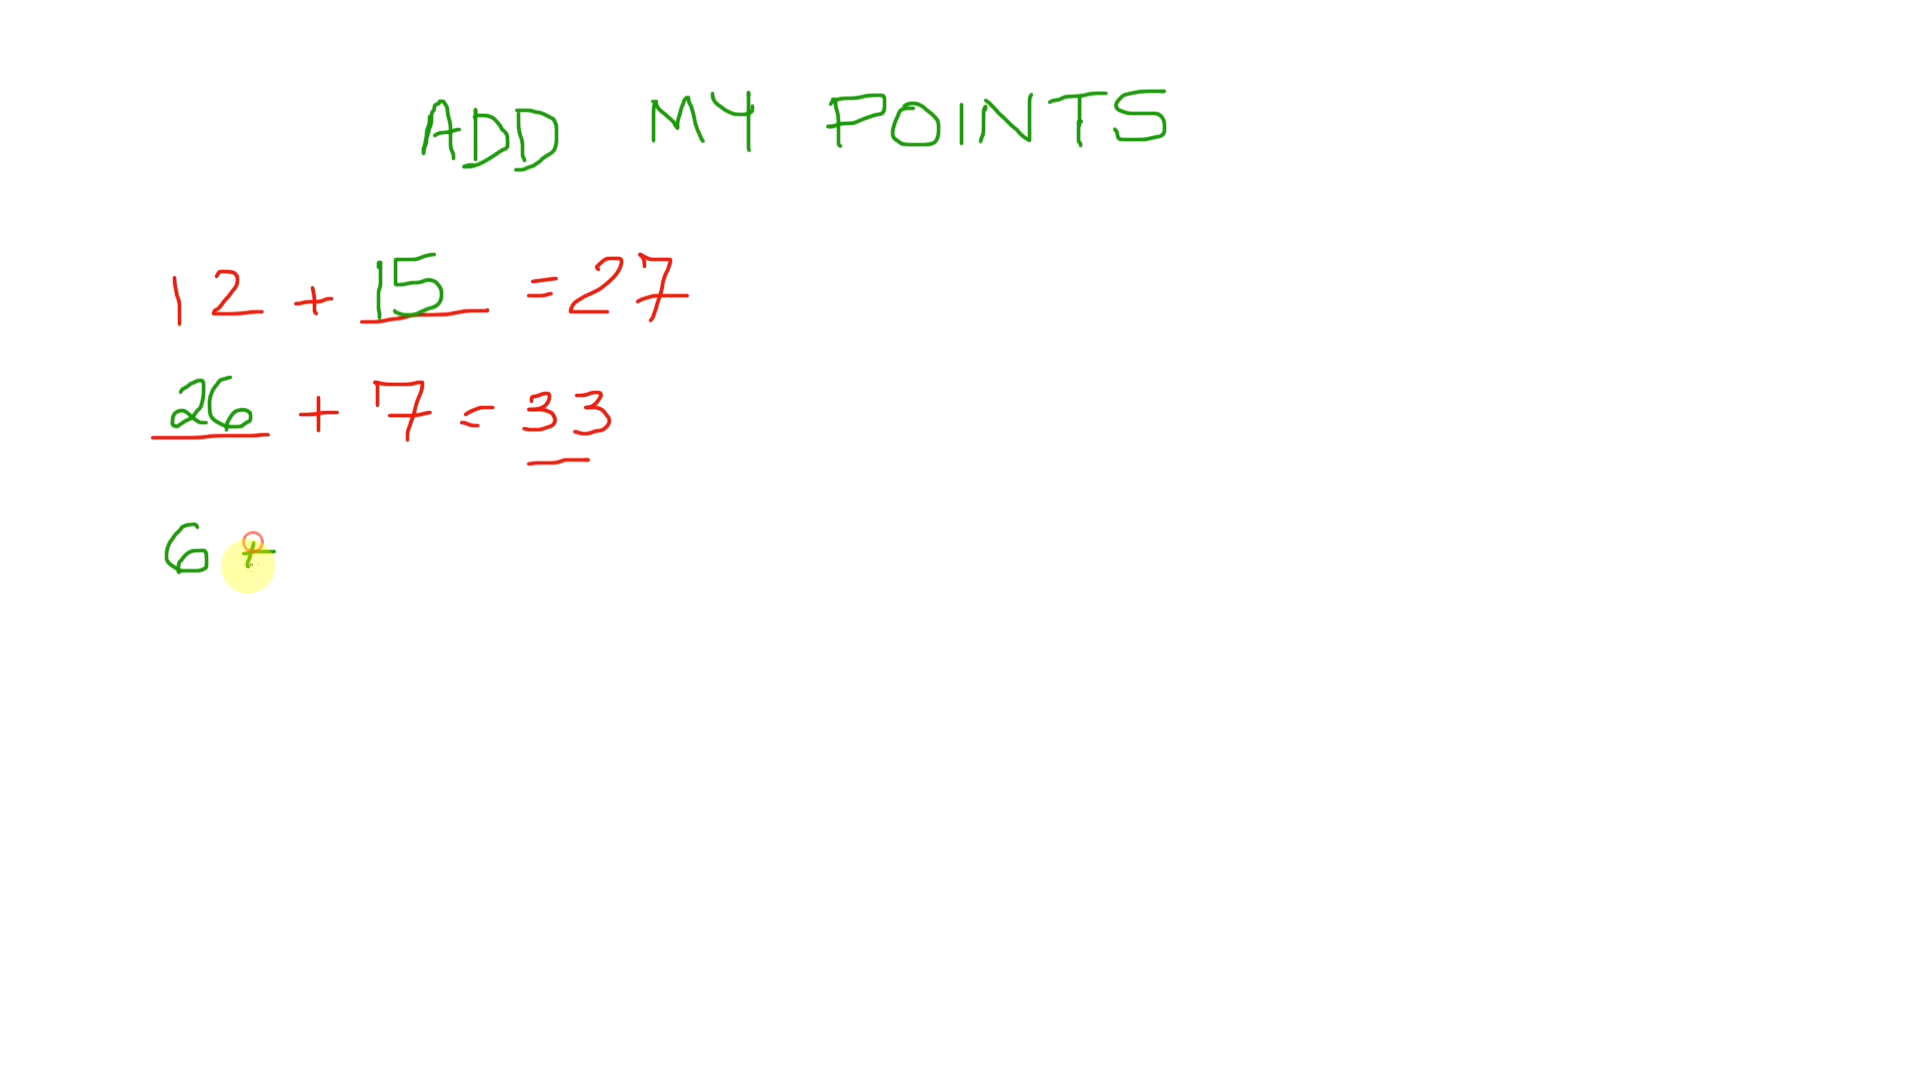 ADD MY POINTS
12 + 15 = 27
26 + 7 = 33
6 +